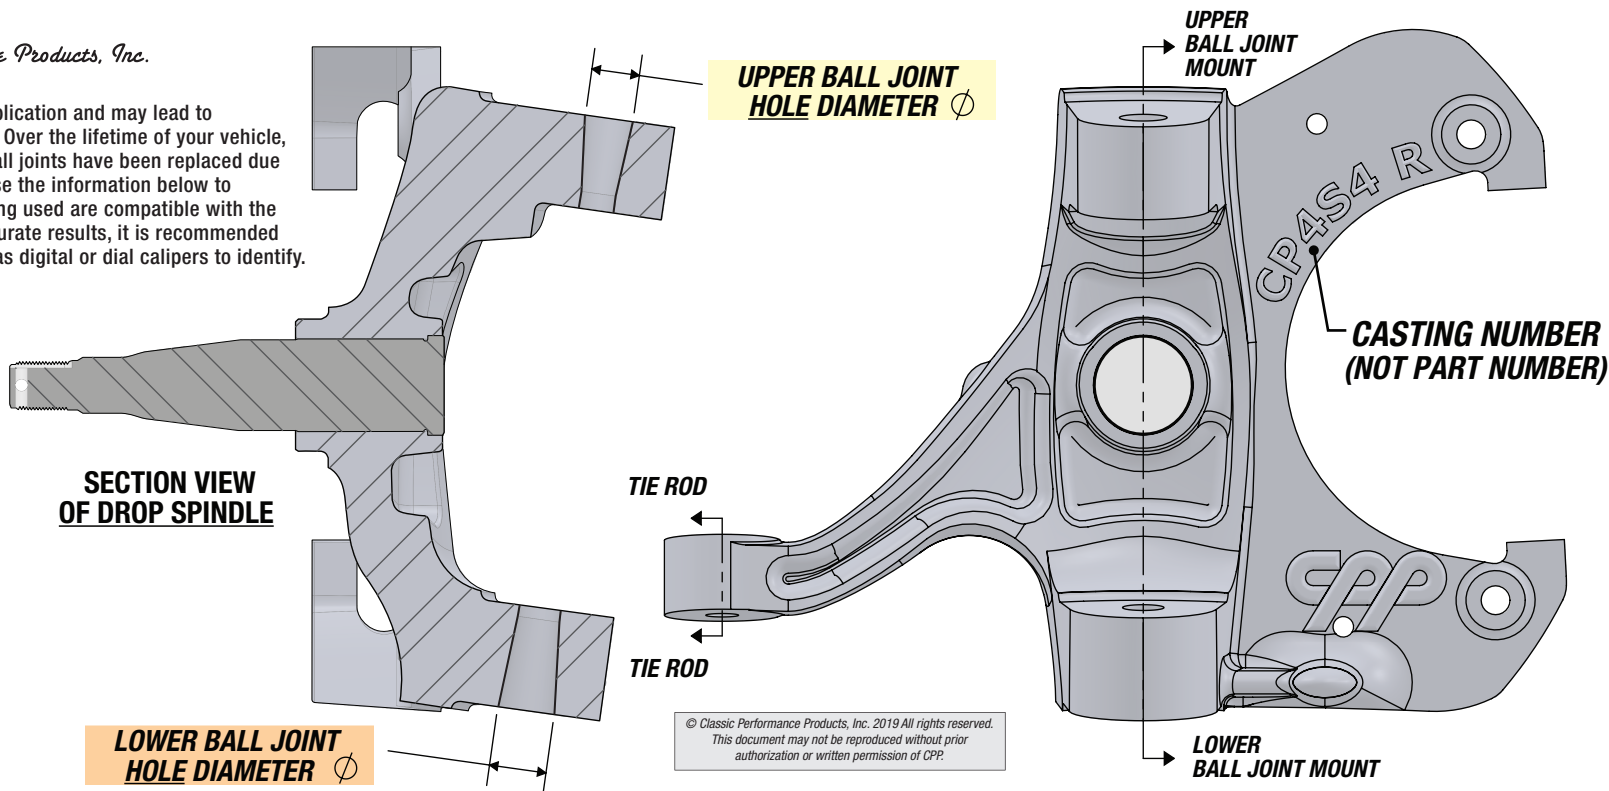 Products, Inc.
plication and may lead to
Over the lifetime of your vehicle,
all joints have been replaced due
se the information below to
ng used are compatible with the
urate results, it is recommended
as digital or dial calipers to identify.
UPPER BALL JOINT
HOLE DIAMETER ∅
UPPER
BALL JOINT
MOUNT
CP4S4 R
CASTING NUMBER
(NOT PART NUMBER)
SECTION VIEW
OF DROP SPINDLE
TIE ROD
TIE ROD
CPP
LOWER BALL JOINT
HOLE DIAMETER ∅
© Classic Performance Products, Inc. 2019 All rights reserved.
This document may not be reproduced without prior
authorization or written permission of CPP.
LOWER
BALL JOINT MOUNT